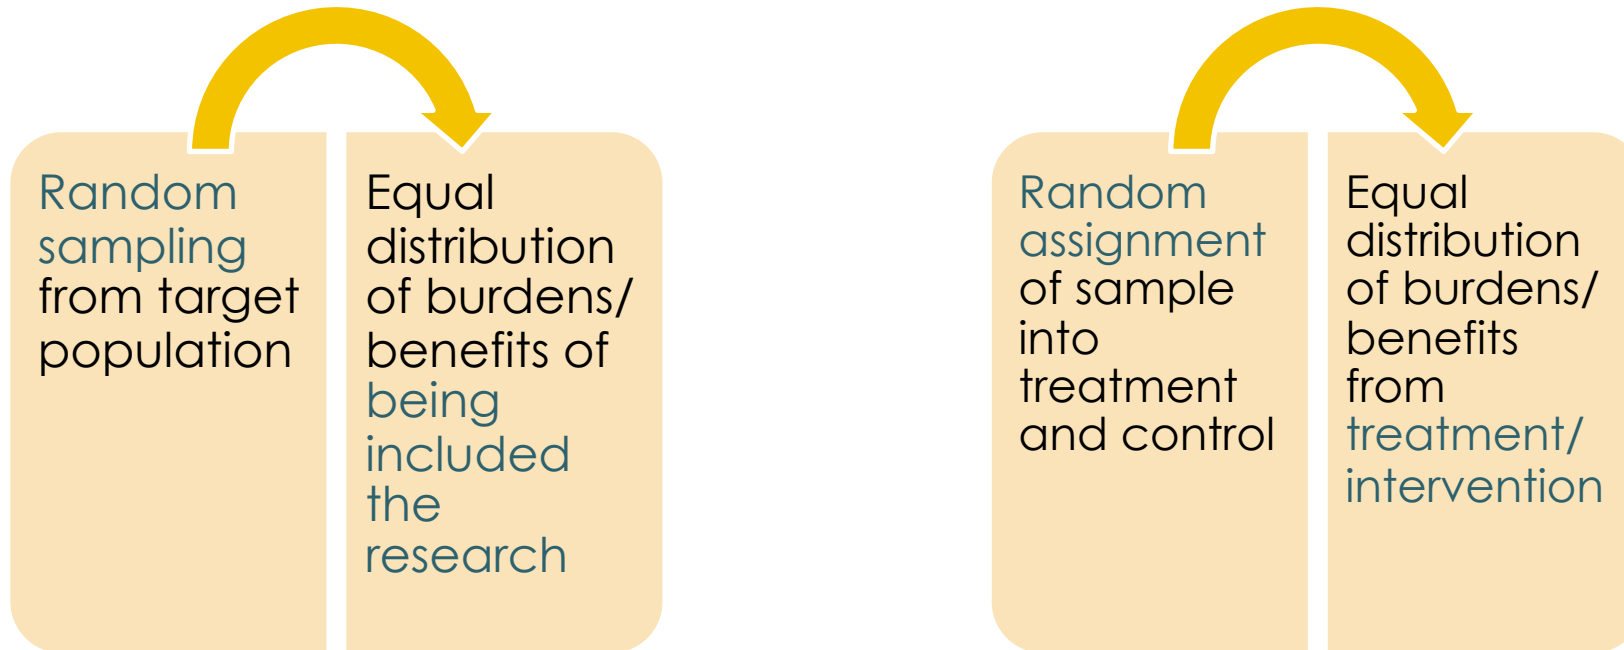 Random
sampling
from target
population
Equal
distribution
of burdens/
benefits of
being
included
the
research
Random
assignment
of sample
into
treatment
and control
Equal
distribution
of burdens/
benefits
from
treatment/
intervention